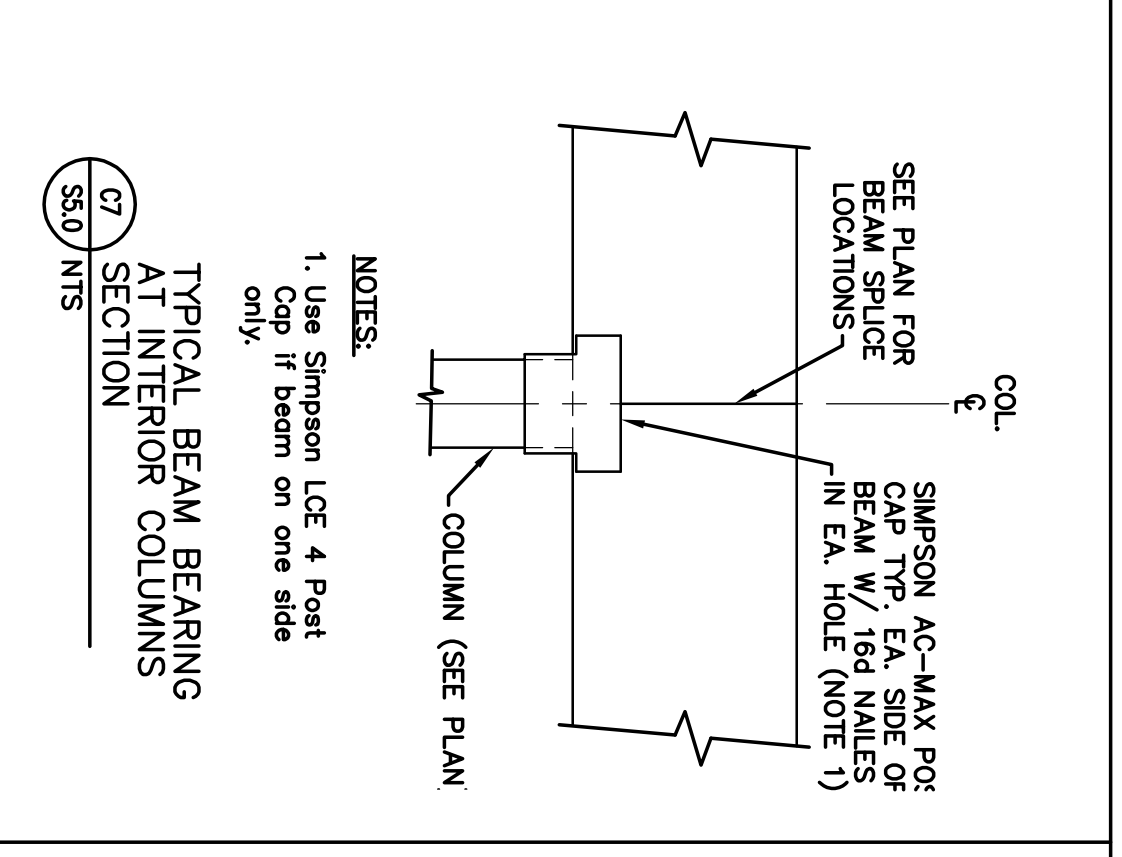 COL.
℄
SEE PLAN FOR
BEAM SPLICE
LOCATIONS
SIMPSON AC-MAX POS
CAP TYP. EA. SIDE OF
BEAM W/ 16d NAILES
IN EA. HOLE (NOTE 1)
COLUMN (SEE PLAN
NOTES:
1. Use Simpson LCE 4 Post
Cap if beam on one side
only.
TYPICAL BEAM BEARING
AT INTERIOR COLUMNS
SECTION
C7
S5.0
NTS